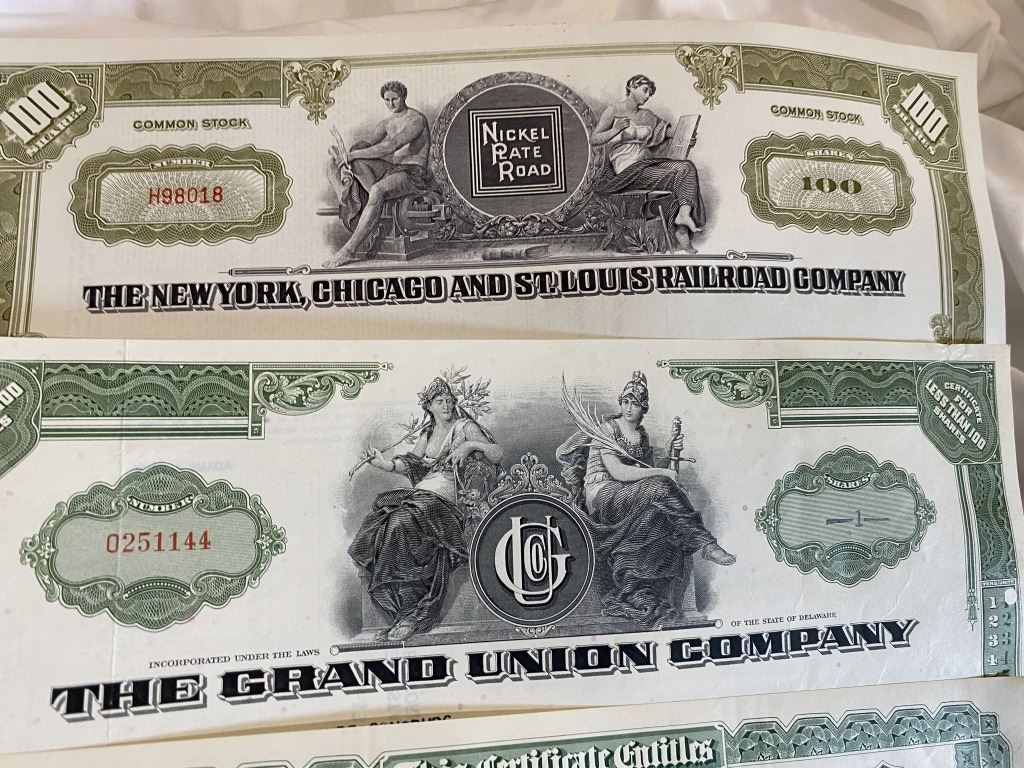 100
SHARES
COMMON STOCK
NUMBER
H98018
NICKEL
PLATE
ROAD
COMMON STOCK
SHARES
100
100
SHARES
THE NEW YORK, CHICAGO AND ST. LOUIS RAILROAD COMPANY
100
NUMBER
0251144
GUCO
CERTIFICATE
FOR
LESS THAN 100
SHARES
SHARES
—1—
1
2
3
4
INCORPORATED UNDER THE LAWS
OF THE STATE OF DELAWARE
THE GRAND UNION COMPANY
This Certificate Entitles